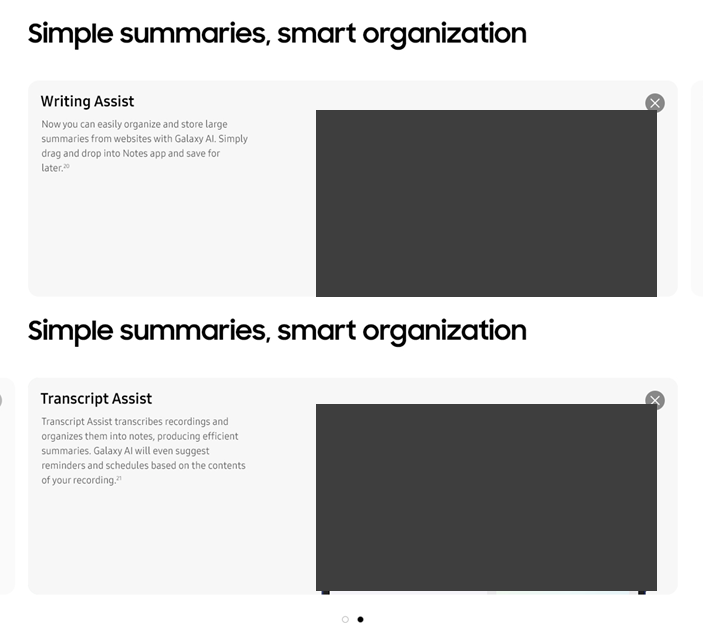 Simple summaries, smart organization
Writing Assist
Now you can easily organize and store large
summaries from websites with Galaxy AI. Simply
drag and drop into Notes app and save for
later.20
Simple summaries, smart organization
Transcript Assist
Transcript Assist transcribes recordings and
organizes them into notes, producing efficient
summaries. Galaxy AI will even suggest
reminders and schedules based on the contents
of your recording.21